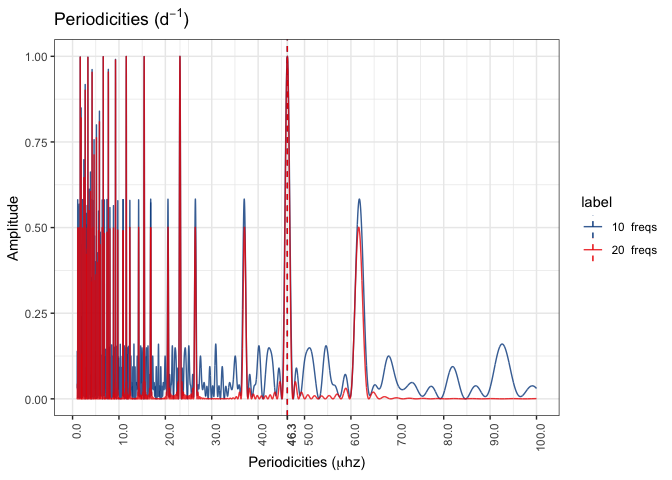 Periodicities (d⁻¹)
1.00
0.75
0.50
0.25
0.00
Amplitude
0.0
10.0
20.0
30.0
40.0
46.3
50.0
60.0
70.0
80.0
90.0
100.0
Periodicities (μhz)
label
10 freqs
20 freqs